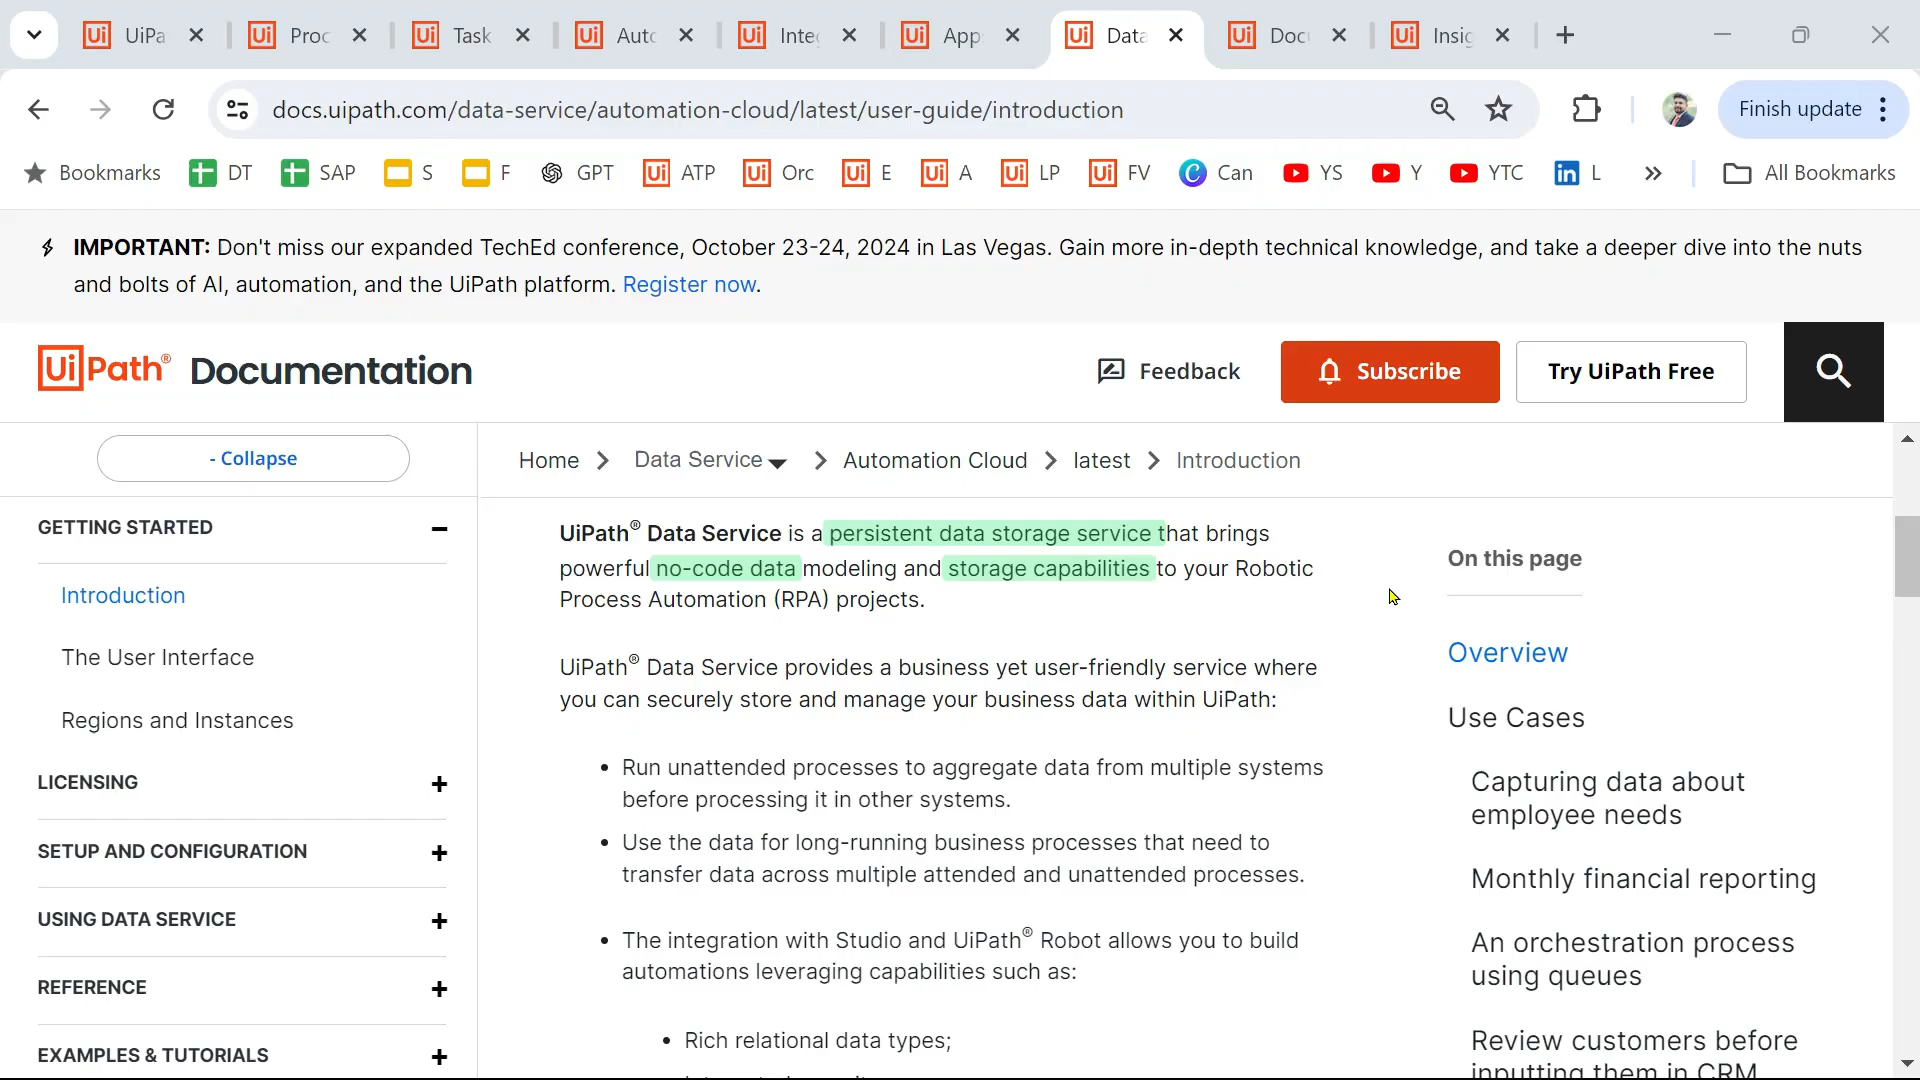 UiPa
Proc
Task
Auto
Inte
App
Data
Doc
Insig
docs.uipath.com/data-service/automation-cloud/latest/user-guide/introduction
Finish update
Bookmarks
DT
SAP
S
F
GPT
ATP
Orc
E
A
LP
FV
Can
YS
Y
YTC
L
All Bookmarks
IMPORTANT: Don't miss our expanded TechEd conference, October 23-24, 2024 in Las Vegas. Gain more in-depth technical knowledge, and take a deeper dive into the nuts
and bolts of AI, automation, and the UiPath platform. Register now.
UiPath® Documentation
Feedback
Subscribe
Try UiPath Free
- Collapse
Home > Data Service > Automation Cloud > latest > Introduction
GETTING STARTED
Introduction
The User Interface
Regions and Instances
LICENSING
SETUP AND CONFIGURATION
USING DATA SERVICE
REFERENCE
EXAMPLES & TUTORIALS
UiPath® Data Service is a persistent data storage service that brings
powerful no-code data modeling and storage capabilities to your Robotic
Process Automation (RPA) projects.
UiPath® Data Service provides a business yet user-friendly service where
you can securely store and manage your business data within UiPath:
• Run unattended processes to aggregate data from multiple systems
before processing it in other systems.
• Use the data for long-running business processes that need to
transfer data across multiple attended and unattended processes.
• The integration with Studio and UiPath® Robot allows you to build
automations leveraging capabilities such as:
• Rich relational data types;
On this page
Overview
Use Cases
Capturing data about
employee needs
Monthly financial reporting
An orchestration process
using queues
Review customers before
inputting them in CRM